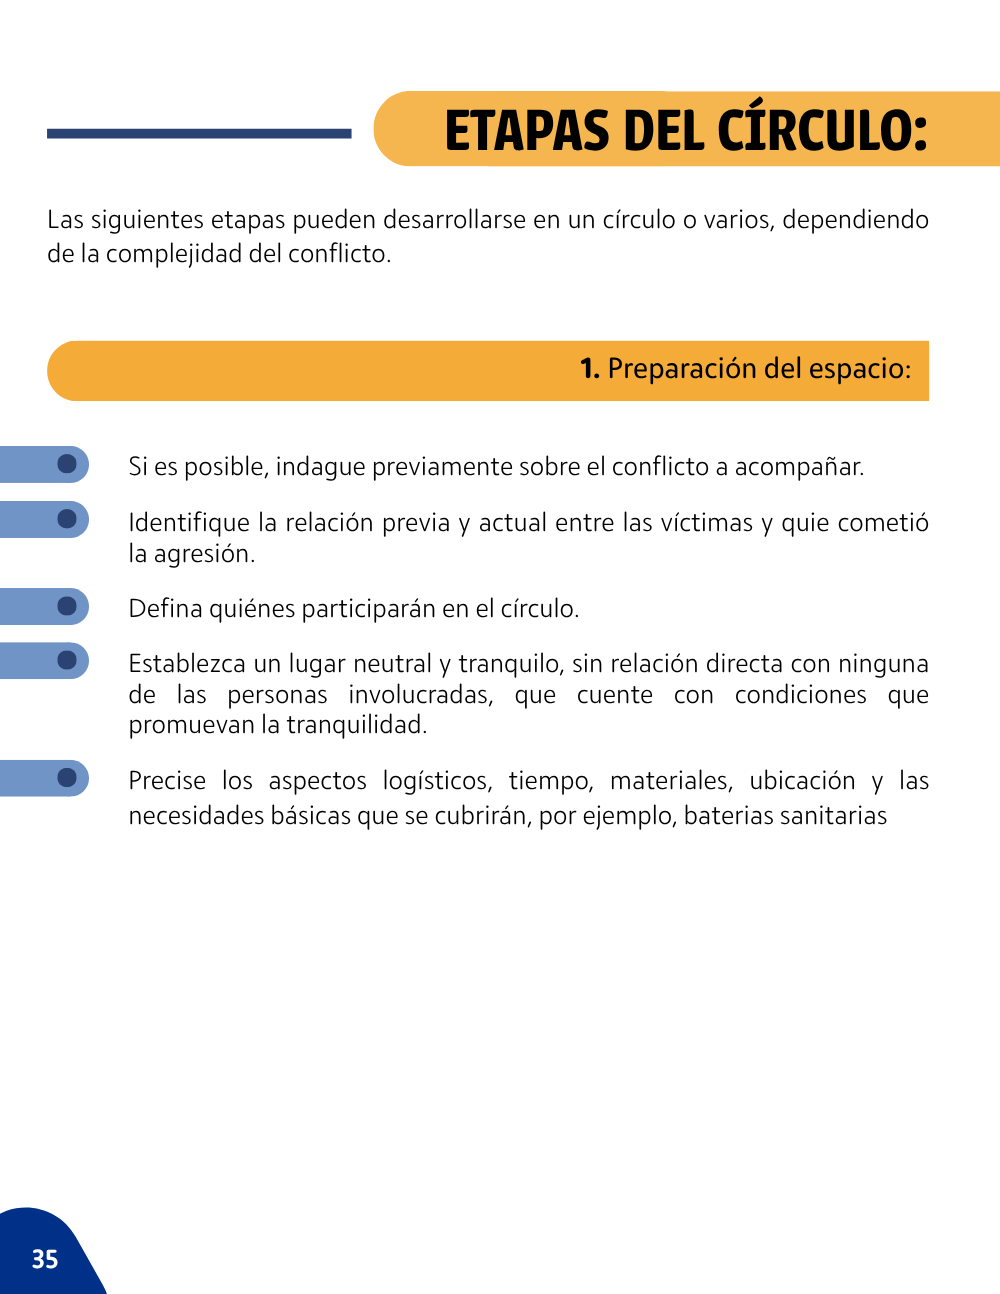 ETAPAS DEL CÍRCULO:
Las siguientes etapas pueden desarrollarse en un círculo o varios, dependiendo
de la complejidad del conflicto.
1. Preparación del espacio:
Si es posible, indague previamente sobre el conflicto a acompañar.
Identifique la relación previa y actual entre las víctimas y quie cometió
la agresión.
Defina quiénes participarán en el círculo.
Establezca un lugar neutral y tranquilo, sin relación directa con ninguna
de las personas involucradas, que cuente con condiciones que
promuevan la tranquilidad.
Precise los aspectos logísticos, tiempo, materiales, ubicación y las
necesidades básicas que se cubrirán, por ejemplo, baterias sanitarias
35